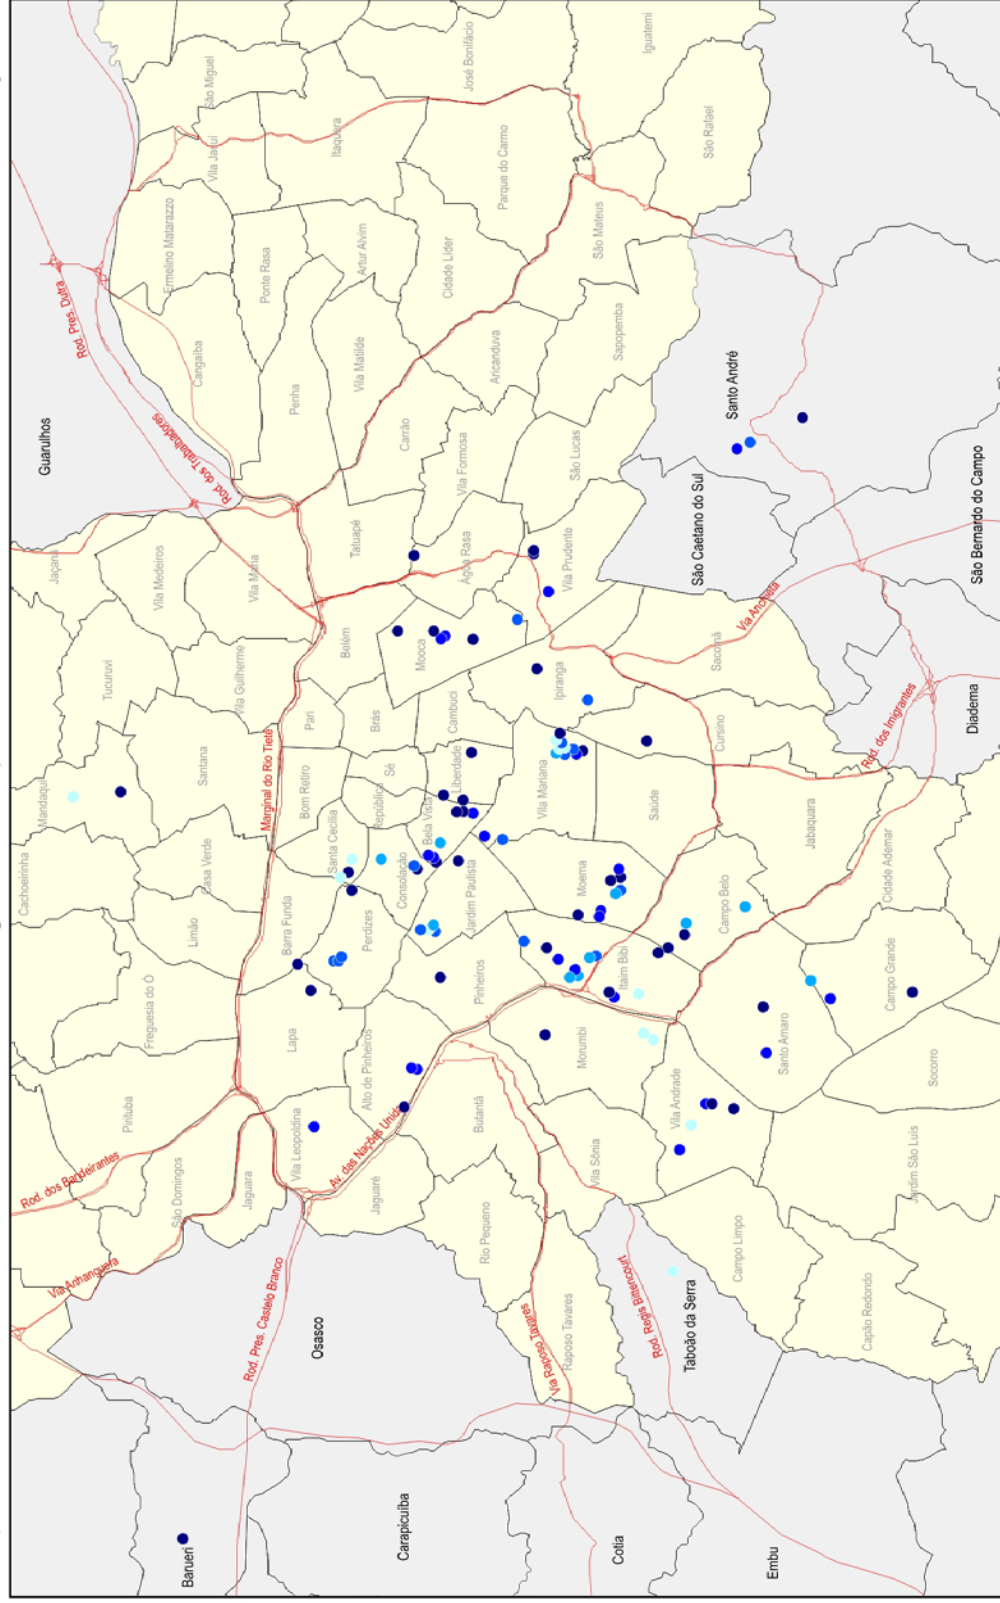 Guarulhos
Rod. Pres. Dutra
Rod. dos Trabalhadores
Jaçanã
Vila Medeiros
Vila Maria
Tucuruvi
Vila Guilherme
Mandaqui
Santana
Cachoeirinha
Casa Verde
Limão
Freguesia do Ó
Pirituba
São Domingos
Jaguara
Rod. dos Bandeirantes
Via Anhanguera
Marginal do Rio Tietê
São Miguel
Vila Jacuí
Ermelino Matarazzo
Ponte Rasa
Cangaíba
Penha
Itaquera
José Bonifácio
Iguatemi
Parque do Carmo
São Rafael
São Mateus
Artur Alvim
Cidade Líder
Vila Matilde
Aricanduva
Sapopemba
Carrão
Vila Formosa
São Lucas
Tatuapé
Água Rasa
Vila Prudente
Belém
Mooca
Pari
Brás
Cambuci
Ipiranga
Sacomã
Cursino
Bom Retiro
Sé
República
Liberdade
Bela Vista
Santa Cecília
Consolação
Vila Mariana
Saúde
Jabaquara
Barra Funda
Perdizes
Jardim Paulista
Moema
Campo Belo
Cidade Ademar
Lapa
Alto de Pinheiros
Pinheiros
Itaim Bibi
Campo Grande
Vila Leopoldina
Jaguaré
Butantã
Morumbi
Santo Amaro
Socorro
Av. das Nações Unidas
Rio Pequeno
Vila Sônia
Vila Andrade
Jardim São Luis
Raposo Tavares
Campo Limpo
Capão Redondo
Rod. Pres. Castelo Branco
Via Raposo Tavares
Rod. Regis Bittencourt
Osasco
Taboão da Serra
Barueri
Carapicuíba
Cotia
Embu
Santo André
São Caetano do Sul
São Bernardo do Campo
Via Anchieta
Rod. dos Imigrantes
Diadema